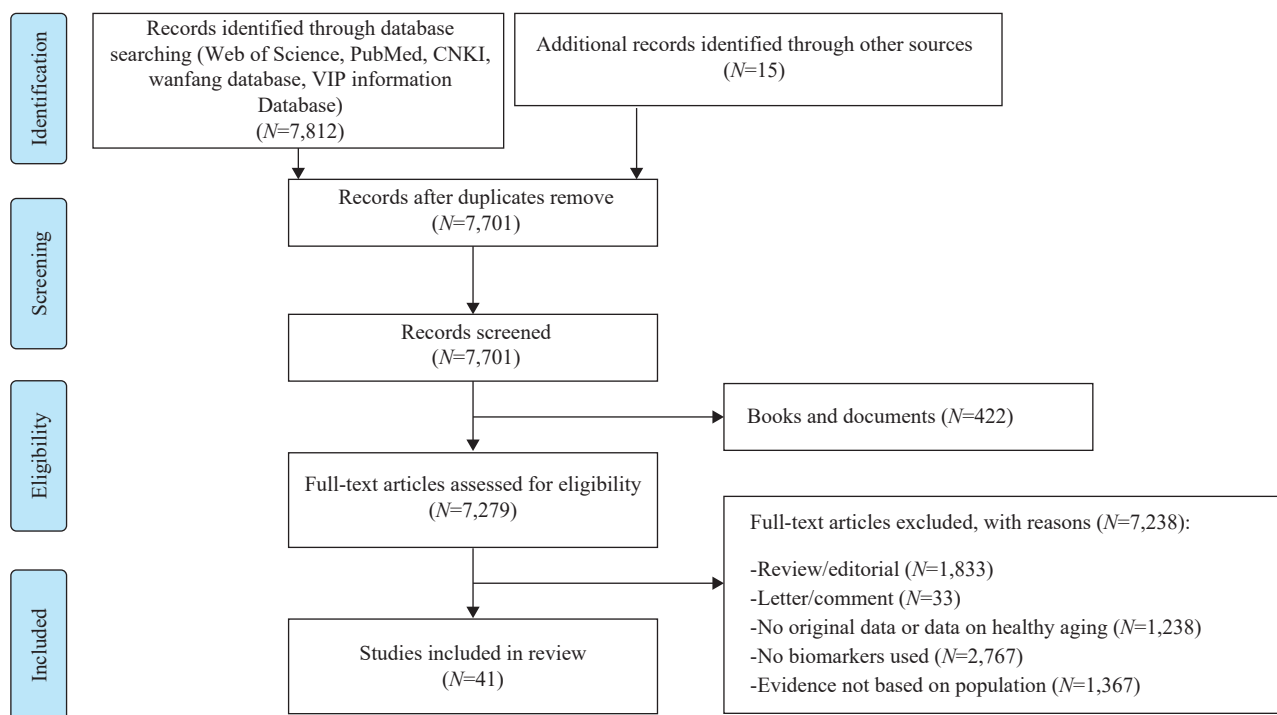 Identification
Records identified through database
searching (Web of Science, PubMed, CNKI,
wanfang database, VIP information
Database)
(N=7,812)
Additional records identified through other sources
(N=15)
Screening
Records after duplicates remove
(N=7,701)
Records screened
(N=7,701)
Eligibility
Books and documents (N=422)
Full-text articles assessed for eligibility
(N=7,279)
Full-text articles excluded, with reasons (N=7,238):
-Review/editorial (N=1,833)
-Letter/comment (N=33)
-No original data or data on healthy aging (N=1,238)
-No biomarkers used (N=2,767)
-Evidence not based on population (N=1,367)
Included
Studies included in review
(N=41)